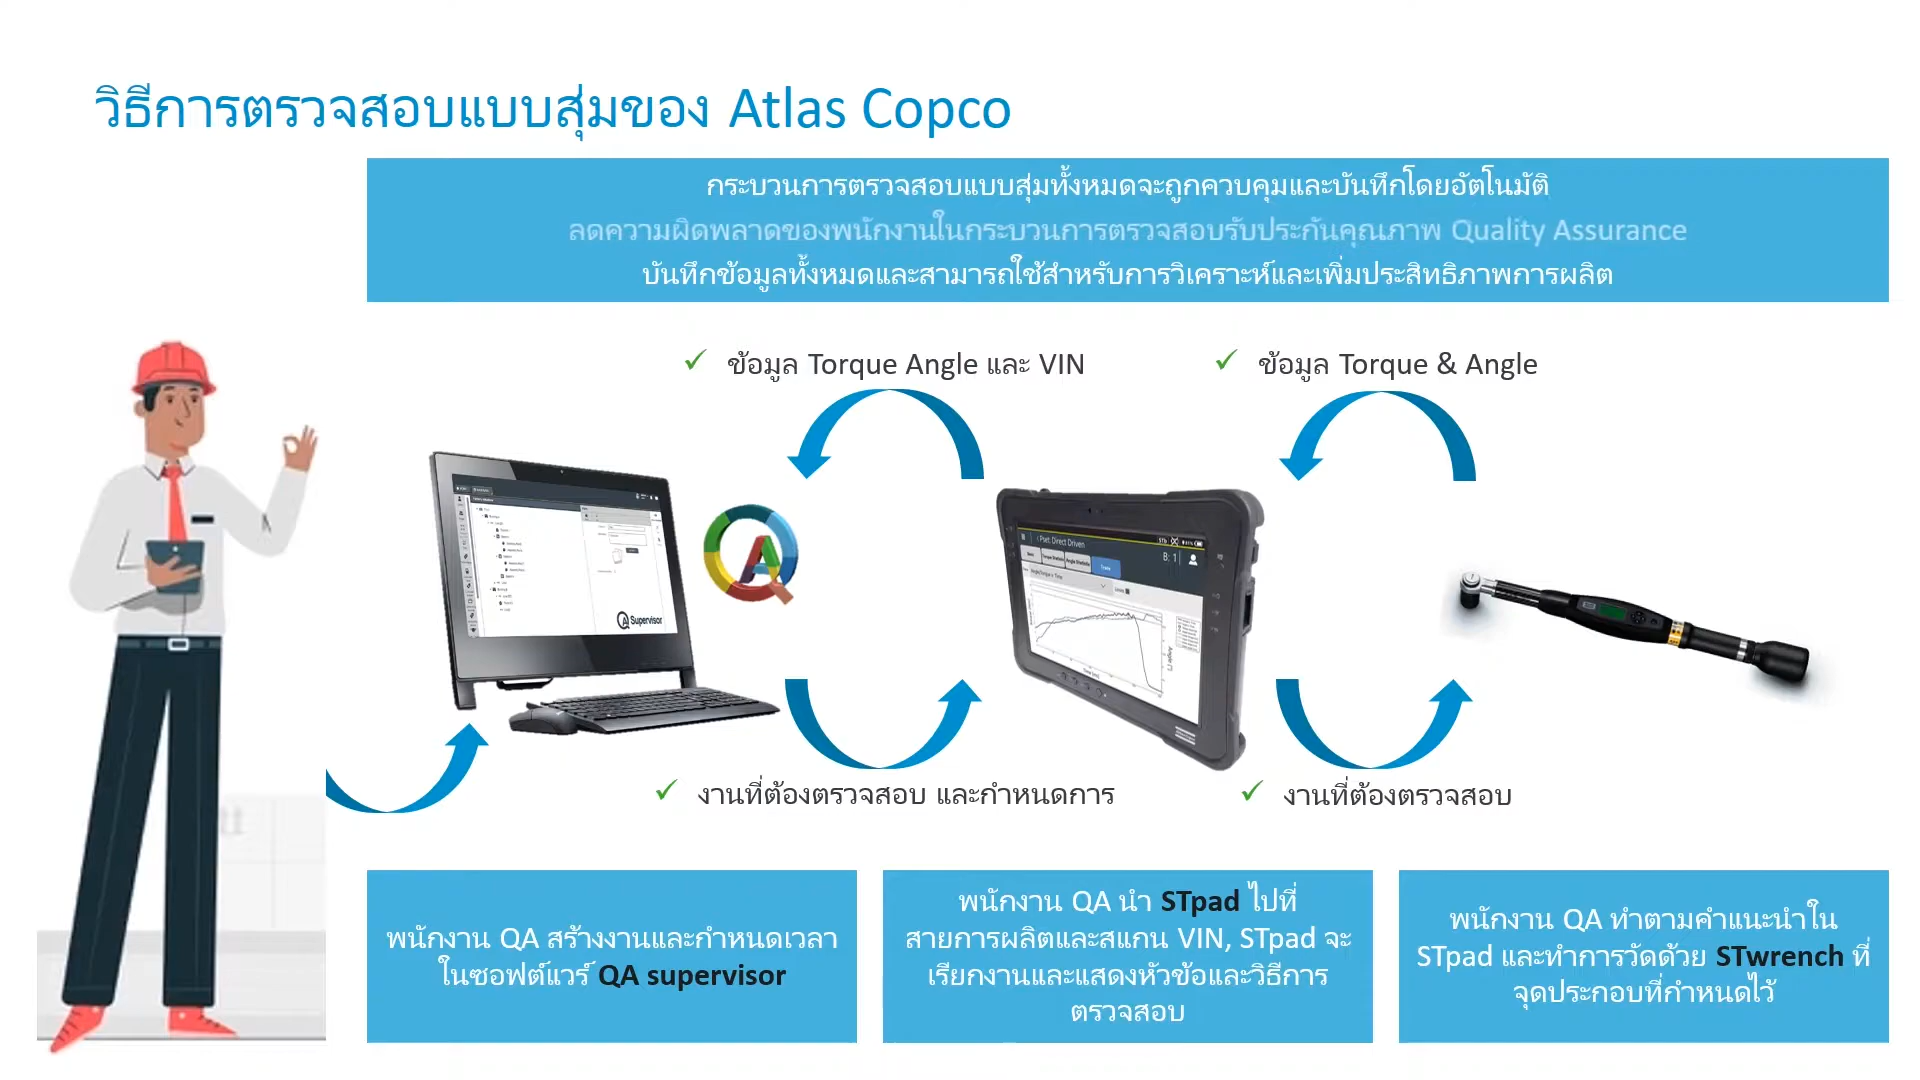 วิธีการตรวจสอบแบบสุ่มของ Atlas Copco
กระบวนการตรวจสอบแบบสุ่มทั้งหมดจะถูกควบคุมและบันทึกโดยอัตโนมัติ
ลดความผิดพลาดของพนักงานในกระบวนการตรวจสอบรับประกันคุณภาพ Quality Assurance
บันทึกข้อมูลทั้งหมดและสามารถใช้สำหรับการวิเคราะห์และเพิ่มประสิทธิภาพการผลิต
✓ ข้อมูล Torque Angle และ VIN
✓ ข้อมูล Torque & Angle
QA Supervisor
Pset: Direct Driven
B: 1
Torque Statistic
Angle Statistic
Trace
✓ งานที่ต้องตรวจสอบ และกำหนดการ
✓ งานที่ต้องตรวจสอบ
พนักงาน QA สร้างงานและกำหนดเวลา
ในซอฟต์แวร์ QA supervisor
พนักงาน QA นำ STpad ไปที่
สายการผลิตและสแกน VIN, STpad จะ
เรียกงานและแสดงหัวข้อและวิธีการ
ตรวจสอบ
พนักงาน QA ทำตามคำแนะนำใน
STpad และทำการวัดด้วย STwrench ที่
จุดประกอบที่กำหนดไว้